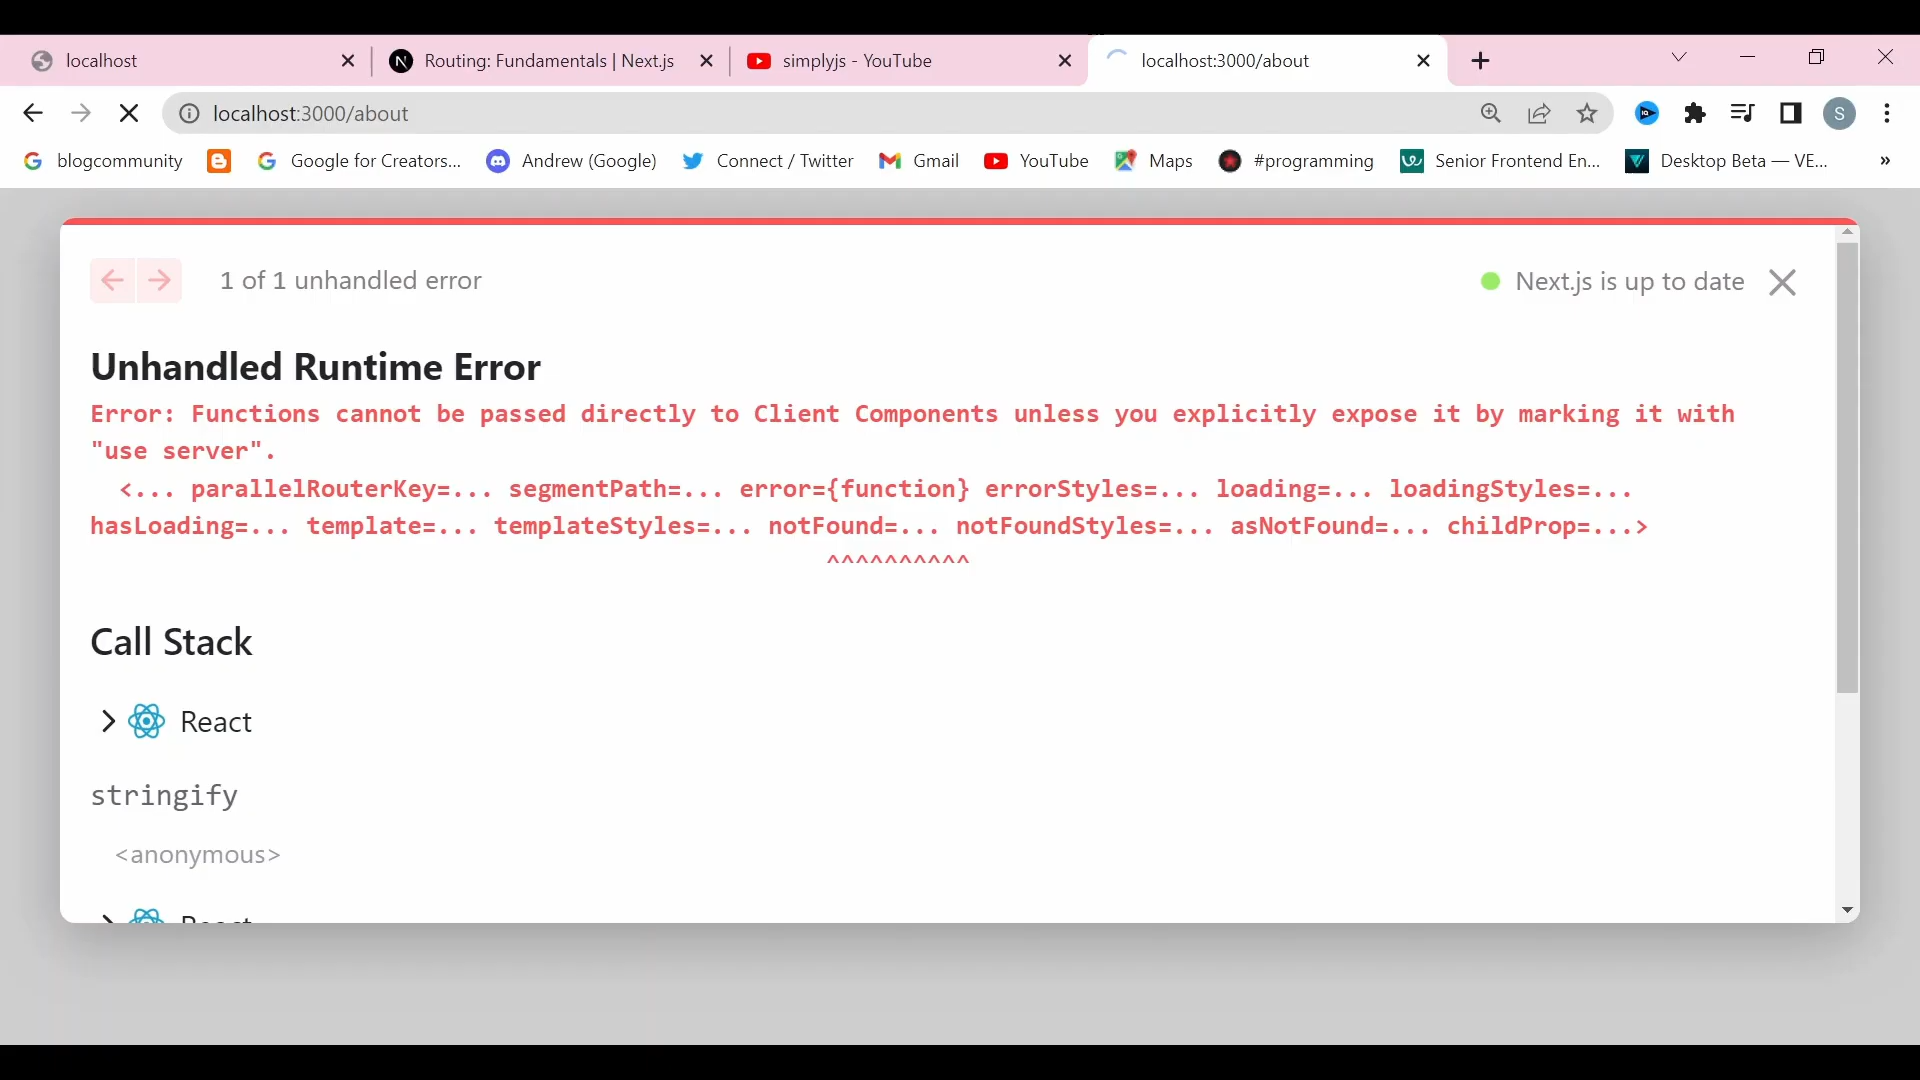 localhost
Routing: Fundamentals | Next.js
simplyjs - YouTube
localhost:3000/about
localhost:3000/about
S
blogcommunity
Google for Creators...
Andrew (Google)
Connect / Twitter
Gmail
YouTube
Maps
#programming
Senior Frontend En...
Desktop Beta — VE...
»
1 of 1 unhandled error
Next.js is up to date
Unhandled Runtime Error
Error: Functions cannot be passed directly to Client Components unless you explicitly expose it by marking it with
"use server".
<... parallelRouterKey=... segmentPath=... error={function} errorStyles=... loading=... loadingStyles=...
hasLoading=... template=... templateStyles=... notFound=... notFoundStyles=... asNotFound=... childProp=...>
^^^^^^^^^^
Call Stack
React
stringify
<anonymous>
React